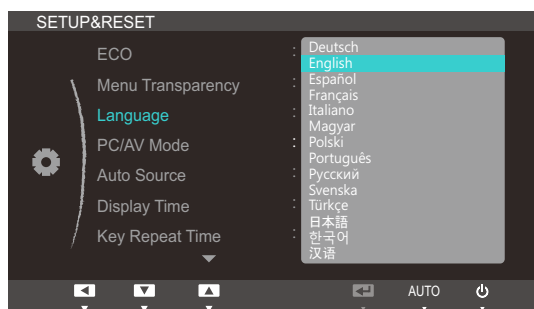 SETUP&RESET
ECO :
Menu Transparency :
Language :
PC/AV Mode :
Auto Source :
Display Time :
Key Repeat Time :
Deutsch
English
Español
Français
Italiano
Magyar
Polski
Português
Русский
Svenska
Türkçe
日本語
한국어
汉语
AUTO